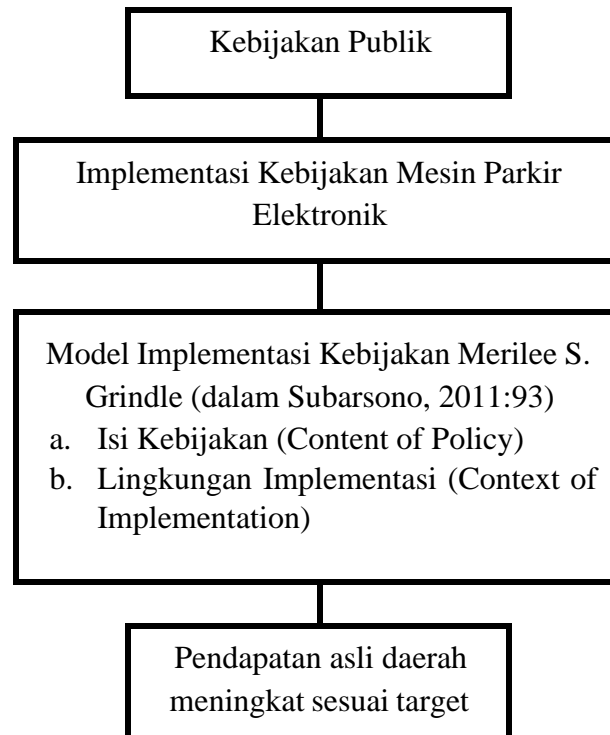 Kebijakan Publik
Implementasi Kebijakan Mesin Parkir
Elektronik
Model Implementasi Kebijakan Merilee S.
Grindle (dalam Subarsono, 2011:93)
a. Isi Kebijakan (Content of Policy)
b. Lingkungan Implementasi (Context of
Implementation)
Pendapatan asli daerah
meningkat sesuai target